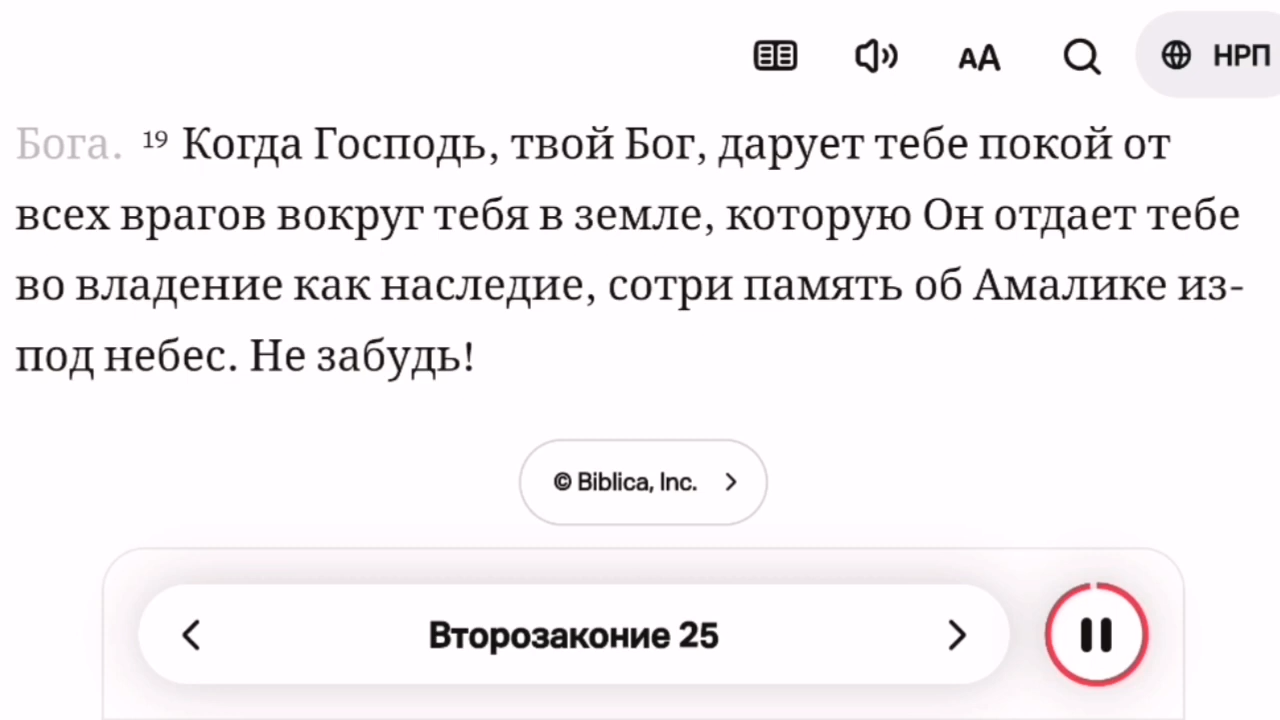 AA
НРП
Бога. 19 Когда Господь, твой Бог, дарует тебе покой от
всех врагов вокруг тебя в земле, которую Он отдает тебе
во владение как наследие, сотри память об Амалике из-
под небес. Не забудь!
© Biblica, Inc.
Второзаконие 25